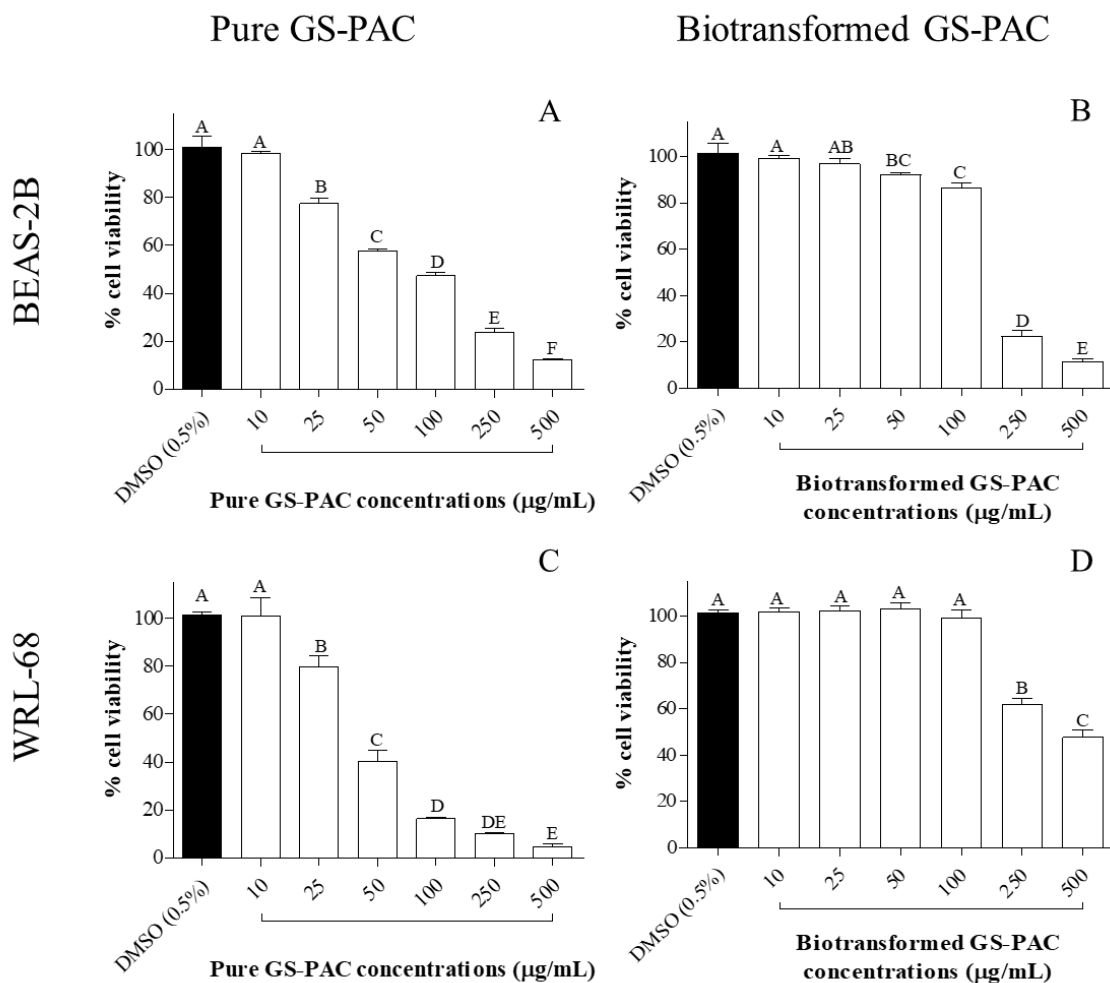 Pure GS-PAC
Biotransformed GS-PAC
BEAS-2B
A
% cell viability
100
80
60
40
20
0
A
A
B
C
D
E
F
DMSO (0.5%)
10
25
50
100
250
500
Pure GS-PAC concentrations (μg/mL)
B
% cell viability
100
80
60
40
20
0
A
A
AB
BC
C
D
E
DMSO (0.5%)
10
25
50
100
250
500
Biotransformed GS-PAC
concentrations (μg/mL)
WRL-68
C
% cell viability
100
80
60
40
20
0
A
A
B
C
D
DE
E
DMSO (0.5%)
10
25
50
100
250
500
Pure GS-PAC concentrations (μg/mL)
D
% cell viability
100
80
60
40
20
0
A
A
A
A
A
B
C
DMSO (0.5%)
10
25
50
100
250
500
Biotransformed GS-PAC
concentrations (μg/mL)